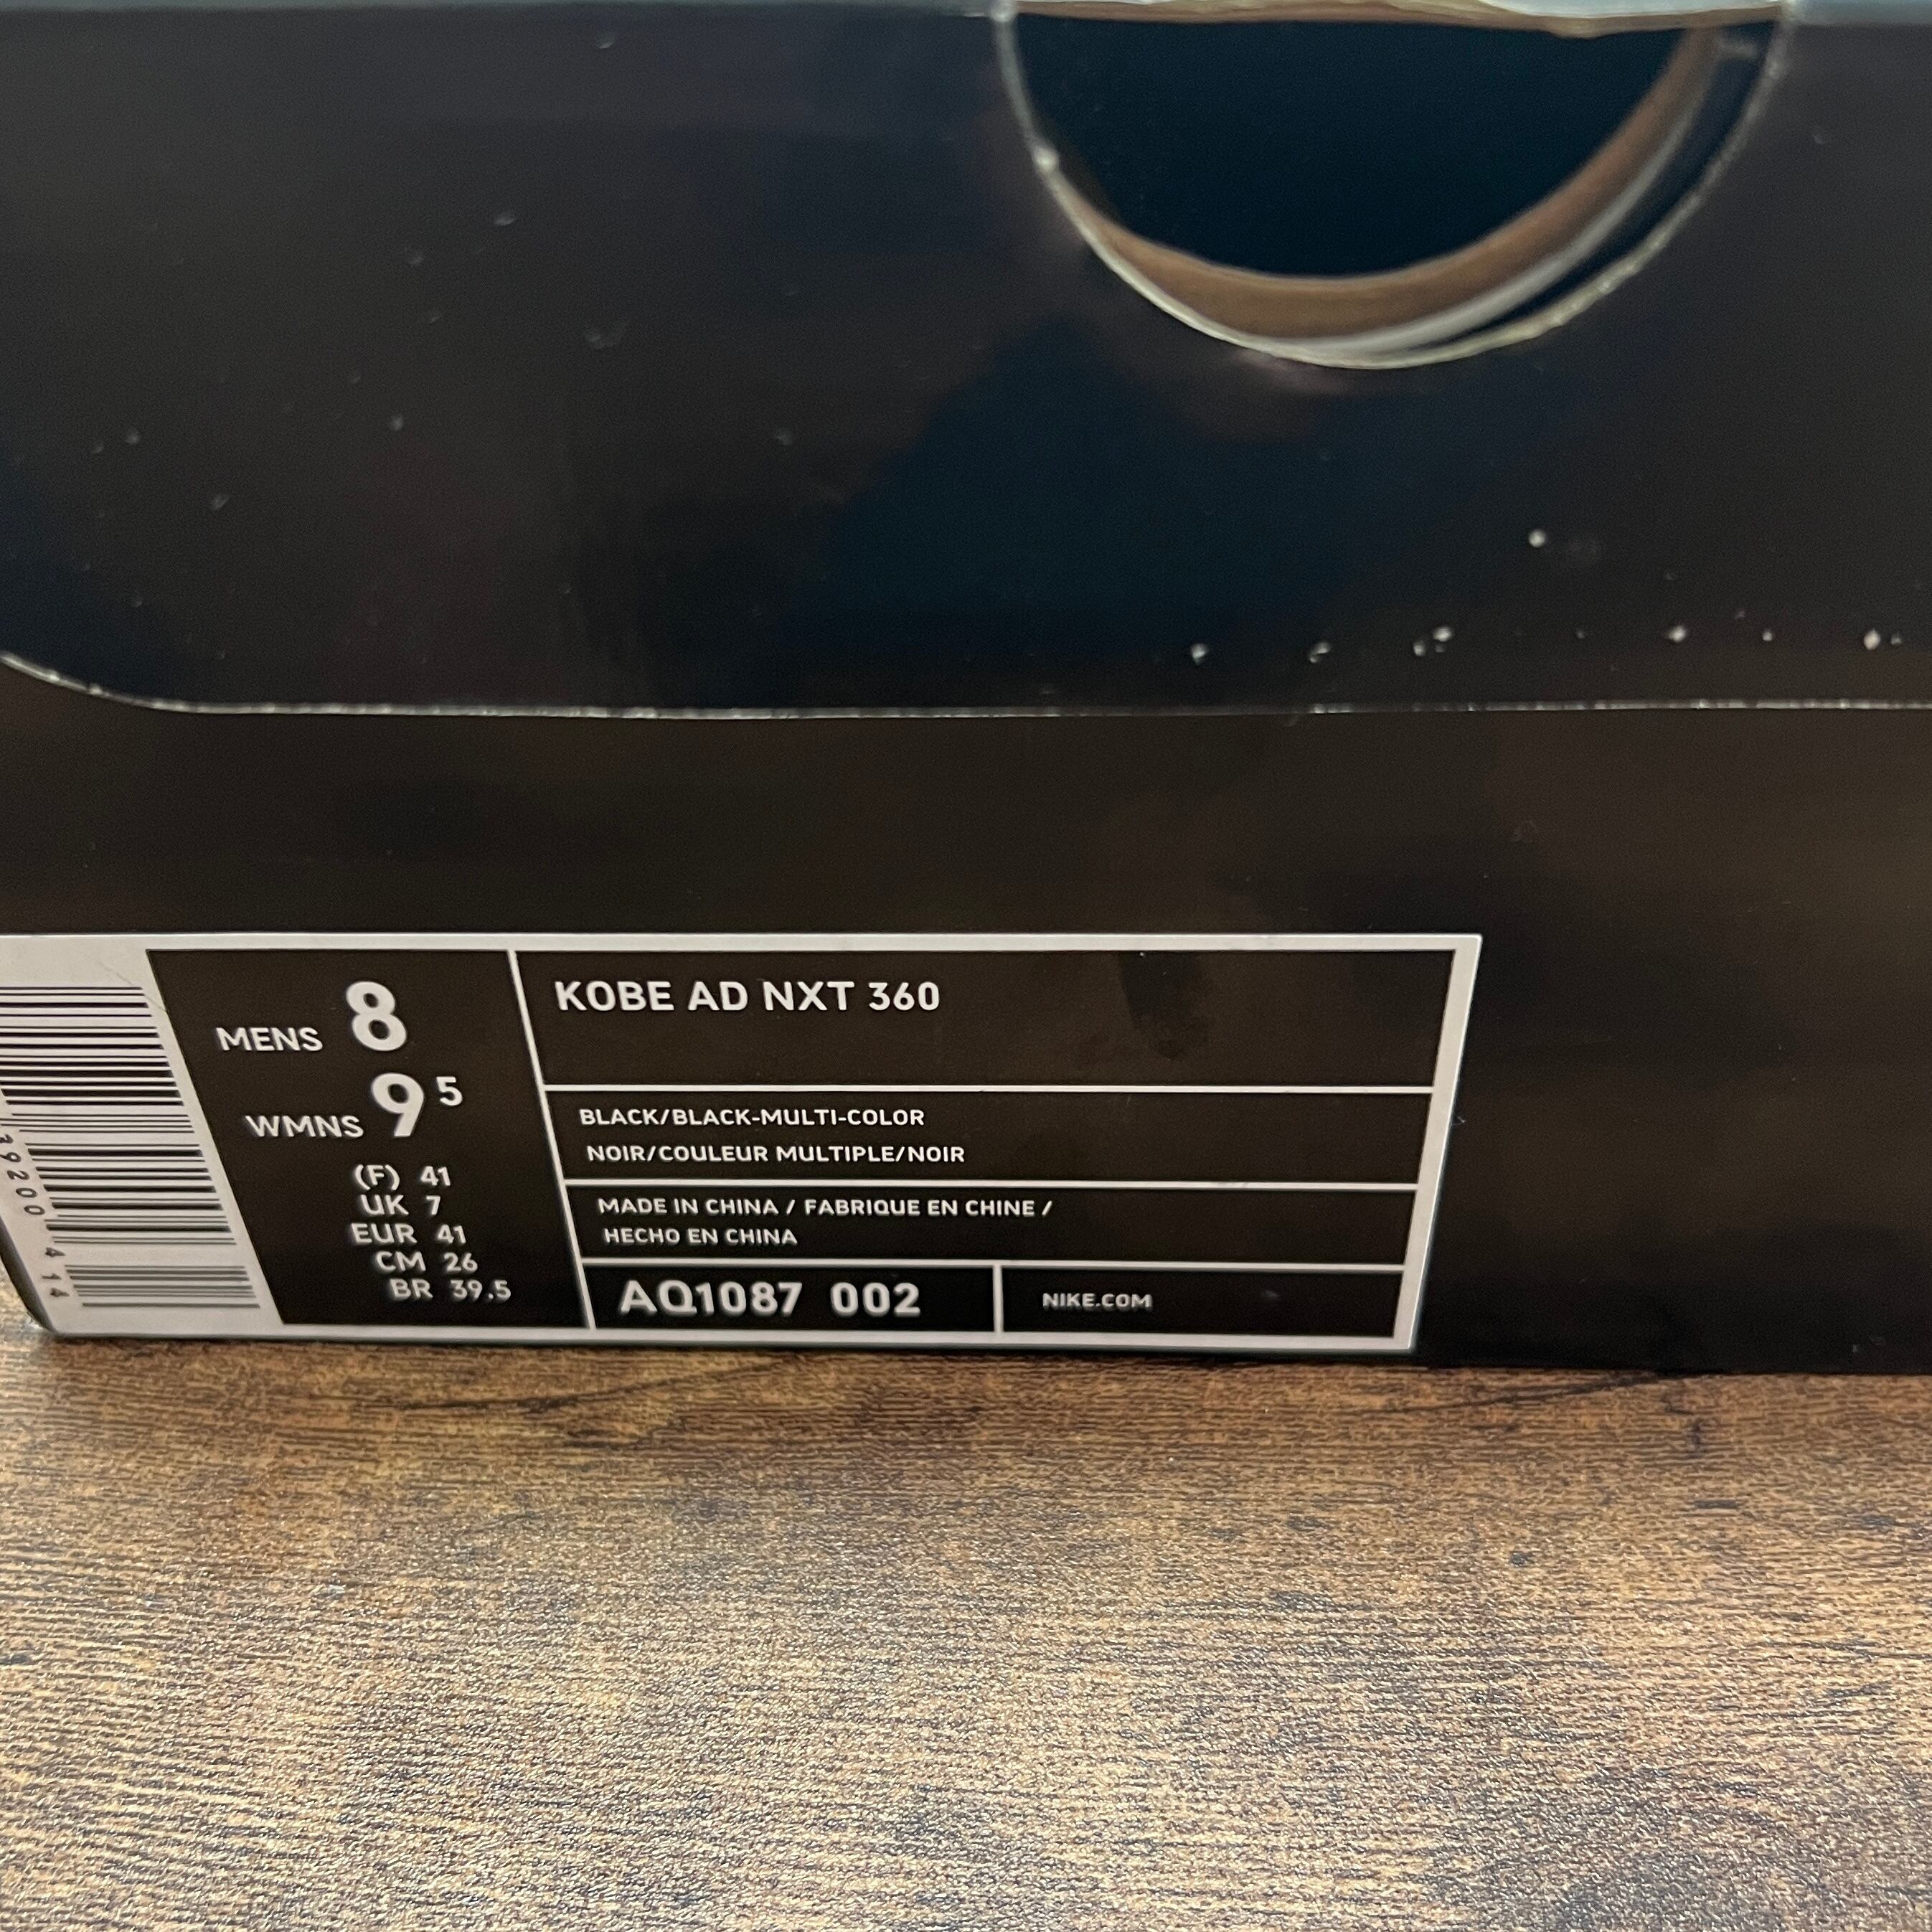 MENS 8
WMNS 9 5
(F) 41
UK 7
EUR 41
CM 26
BR 39.5
KOBE AD NXT 360
BLACK/BLACK-MULTI-COLOR
NOIR/COULEUR MULTIPLE/NOIR
MADE IN CHINA / FABRIQUE EN CHINE /
HECHO EN CHINA
AQ1087 002
NIKE.COM